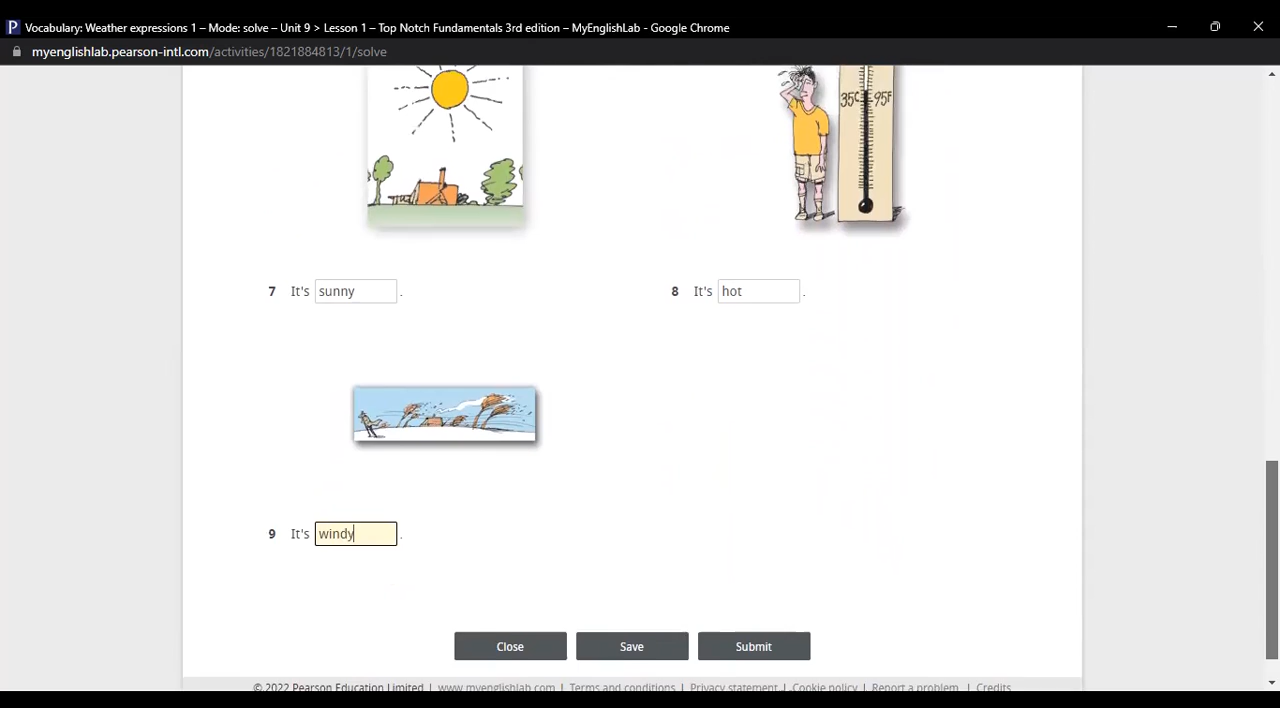 Vocabulary: Weather expressions 1 – Mode: solve – Unit 9 > Lesson 1 – Top Notch Fundamentals 3rd edition – MyEnglishLab - Google Chrome
myenglishlab.pearson-intl.com/activities/1821884813/1/solve
35C 95F
7 It's sunny .
8 It's hot .
9 It's windy .
Close Save Submit
© 2022 Pearson Education Limited | www.myenglishlab.com | Terms and conditions | Privacy statement | Cookie policy | Report a problem | Credits